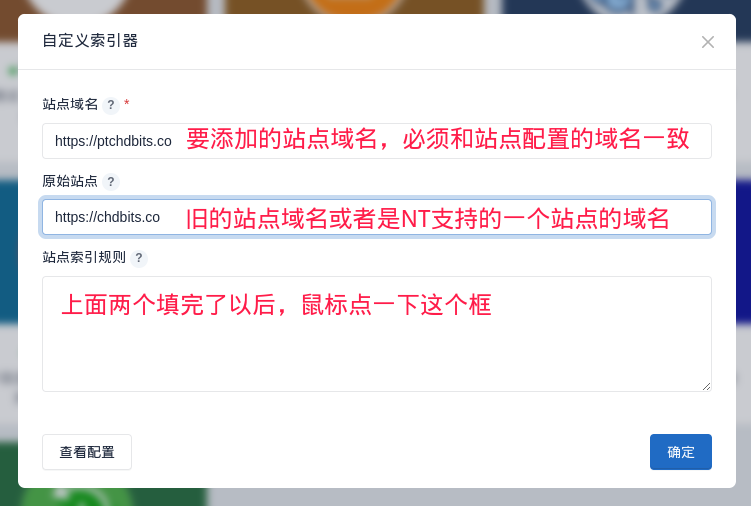 自定义索引器
站点域名 ? *
https://ptchdbits.co 要添加的站点域名，必须和站点配置的域名一致
原始站点 ?
https://chdbits.co 旧的站点域名或者是NT支持的一个站点的域名
站点索引规则 ?
上面两个填完了以后，鼠标点一下这个框
查看配置 确定